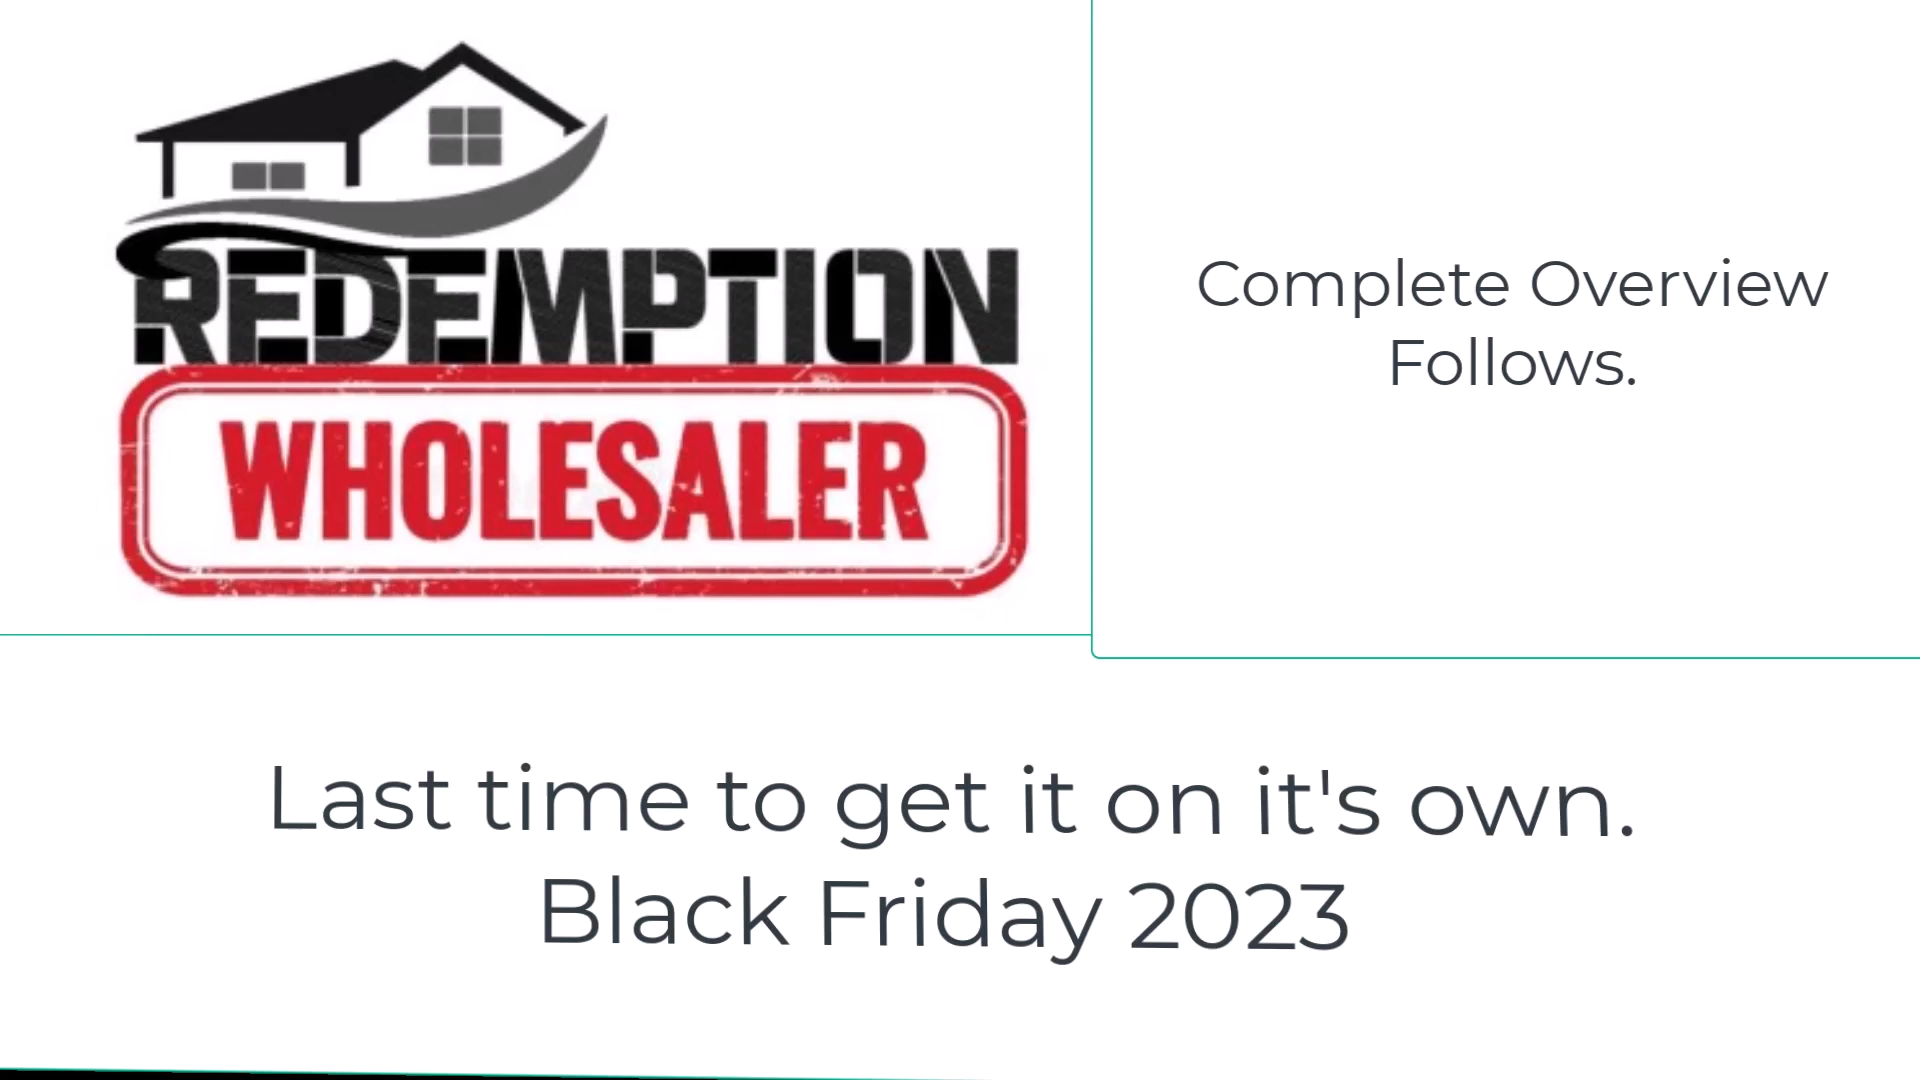 REDEMPTION
WHOLESALER
Complete Overview
Follows.
Last time to get it on it's own.
Black Friday 2023